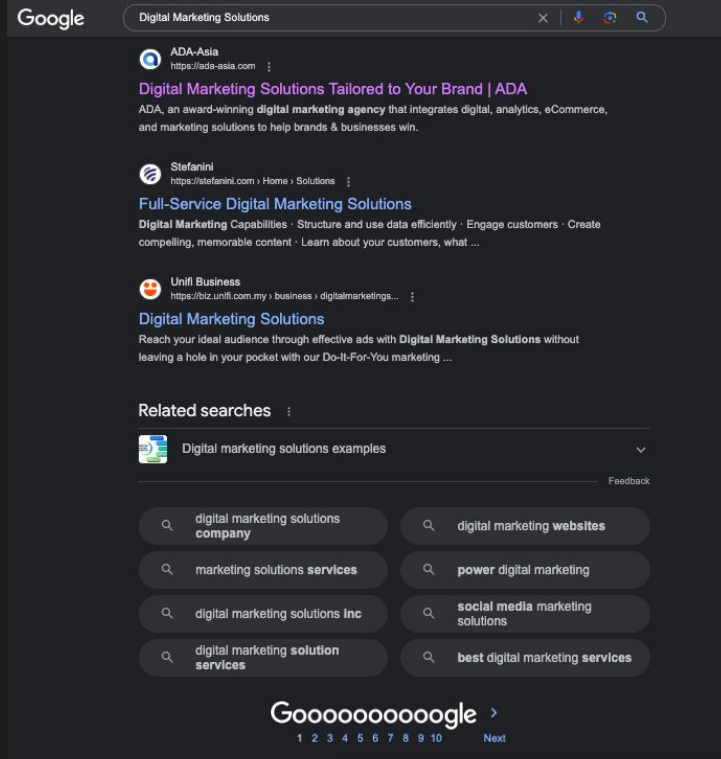 Google
Digital Marketing Solutions
ADA-Asia
https://ada-asia.com
Digital Marketing Solutions Tailored to Your Brand | ADA
ADA, an award-winning digital marketing agency that integrates digital, analytics, eCommerce,
and marketing solutions to help brands & businesses win.
Stefanini
https://stefanini.com › Home › Solutions
Full-Service Digital Marketing Solutions
Digital Marketing Capabilities · Structure and use data efficiently · Engage customers · Create
compelling, memorable content · Learn about your customers, what ...
Unifi Business
https://biz.unifi.com.my › business › digitalmarketings...
Digital Marketing Solutions
Reach your ideal audience through effective ads with Digital Marketing Solutions without
leaving a hole in your pocket with our Do-It-For-You marketing ...
Related searches
Digital marketing solutions examples
Feedback
digital marketing solutions
company
digital marketing websites
marketing solutions services
power digital marketing
digital marketing solutions inc
social media marketing
solutions
digital marketing solution
services
best digital marketing services
Goooooooooogle
1 2 3 4 5 6 7 8 9 10 Next